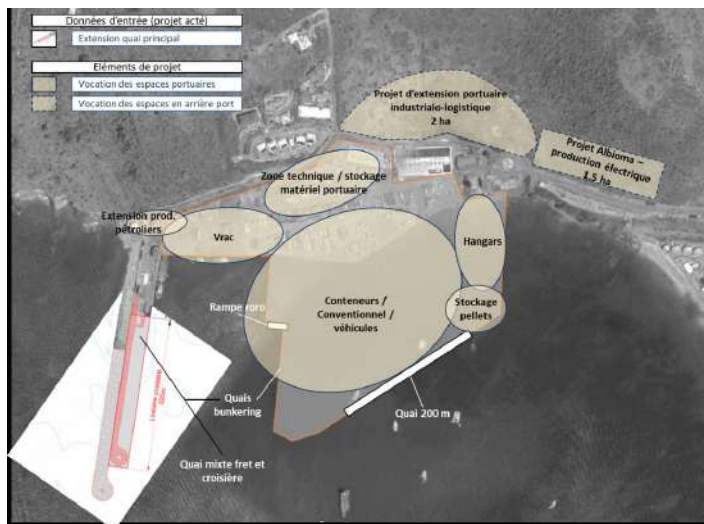 Données d'entrée (projet acté)
Extension quai principal
Eléments de projet
Vocation des espaces portuaires
Vocation des espaces en arrière port
Projet d'extension portuaire
industrialo-logistique
2 ha
Projet Albioma –
production électrique
1.5 ha
Zone technique / stockage
matériel portuaire
Extension prod.
pétroliers
Vrac
Hangars
Conteneurs /
Conventionnel /
véhicules
Stockage
pellets
Rampe roro
Quais
bunkering
Quai 200 m
Quai mixte fret et
croisière